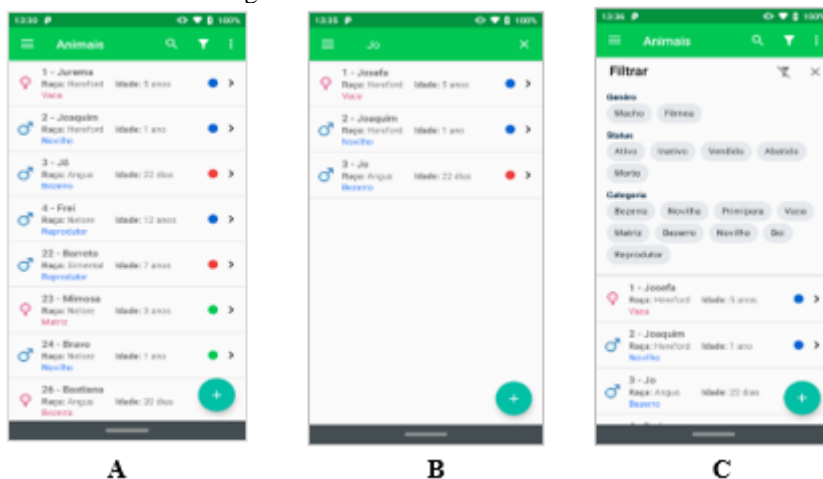 13:30
100%
Animais
1 - Jurema
Raça: Hereford Idade: 5 anos
Vaca
2 - Joaquim
Raça: Hereford Idade: 1 ano
Novilho
3 - Jô
Raça: Angus Idade: 22 dias
Bezerro
4 - Frei
Raça: Nelore Idade: 12 anos
Reprodutor
22 - Barreto
Raça: Simental Idade: 7 anos
Reprodutor
23 - Mimosa
Raça: Nelore Idade: 3 anos
Matriz
24 - Bravo
Raça: Nelore Idade: 1 ano
Novilho
26 - Bastiana
Raça: Angus Idade: 20 dias
Bezerra
+
A
13:35
100%
Jo
1 - Josefa
Raça: Hereford Idade: 5 anos
Vaca
2 - Joaquim
Raça: Hereford Idade: 1 ano
Novilho
3 - Jo
Raça: Angus Idade: 22 dias
Bezerro
+
B
13:36
100%
Animais
Filtrar
Genêro
Macho Fêmea
Status
Ativo Inativo Vendido Abatido
Morto
Categoria
Bezerra Novilha Primípara Vaca
Matriz Bezerro Novilho Boi
Reprodutor
1 - Josefa
Raça: Hereford Idade: 5 anos
Vaca
2 - Joaquim
Raça: Hereford Idade: 1 ano
Novilho
3 - Jo
Raça: Angus Idade: 22 dias
Bezerro
+
C